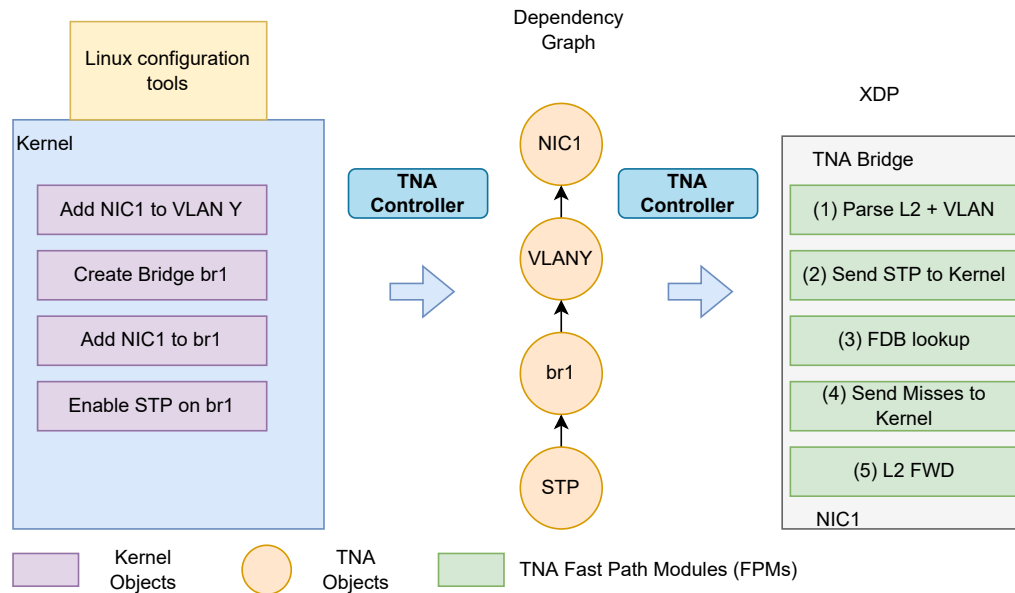 Linux configuration
tools
Kernel
Add NIC1 to VLAN Y
Create Bridge br1
Add NIC1 to br1
Enable STP on br1
TNA
Controller
Dependency
Graph
NIC1
VLANY
br1
STP
TNA
Controller
XDP
TNA Bridge
(1) Parse L2 + VLAN
(2) Send STP to Kernel
(3) FDB lookup
(4) Send Misses to
Kernel
(5) L2 FWD
NIC1
Kernel
Objects
TNA
Objects
TNA Fast Path Modules (FPMs)